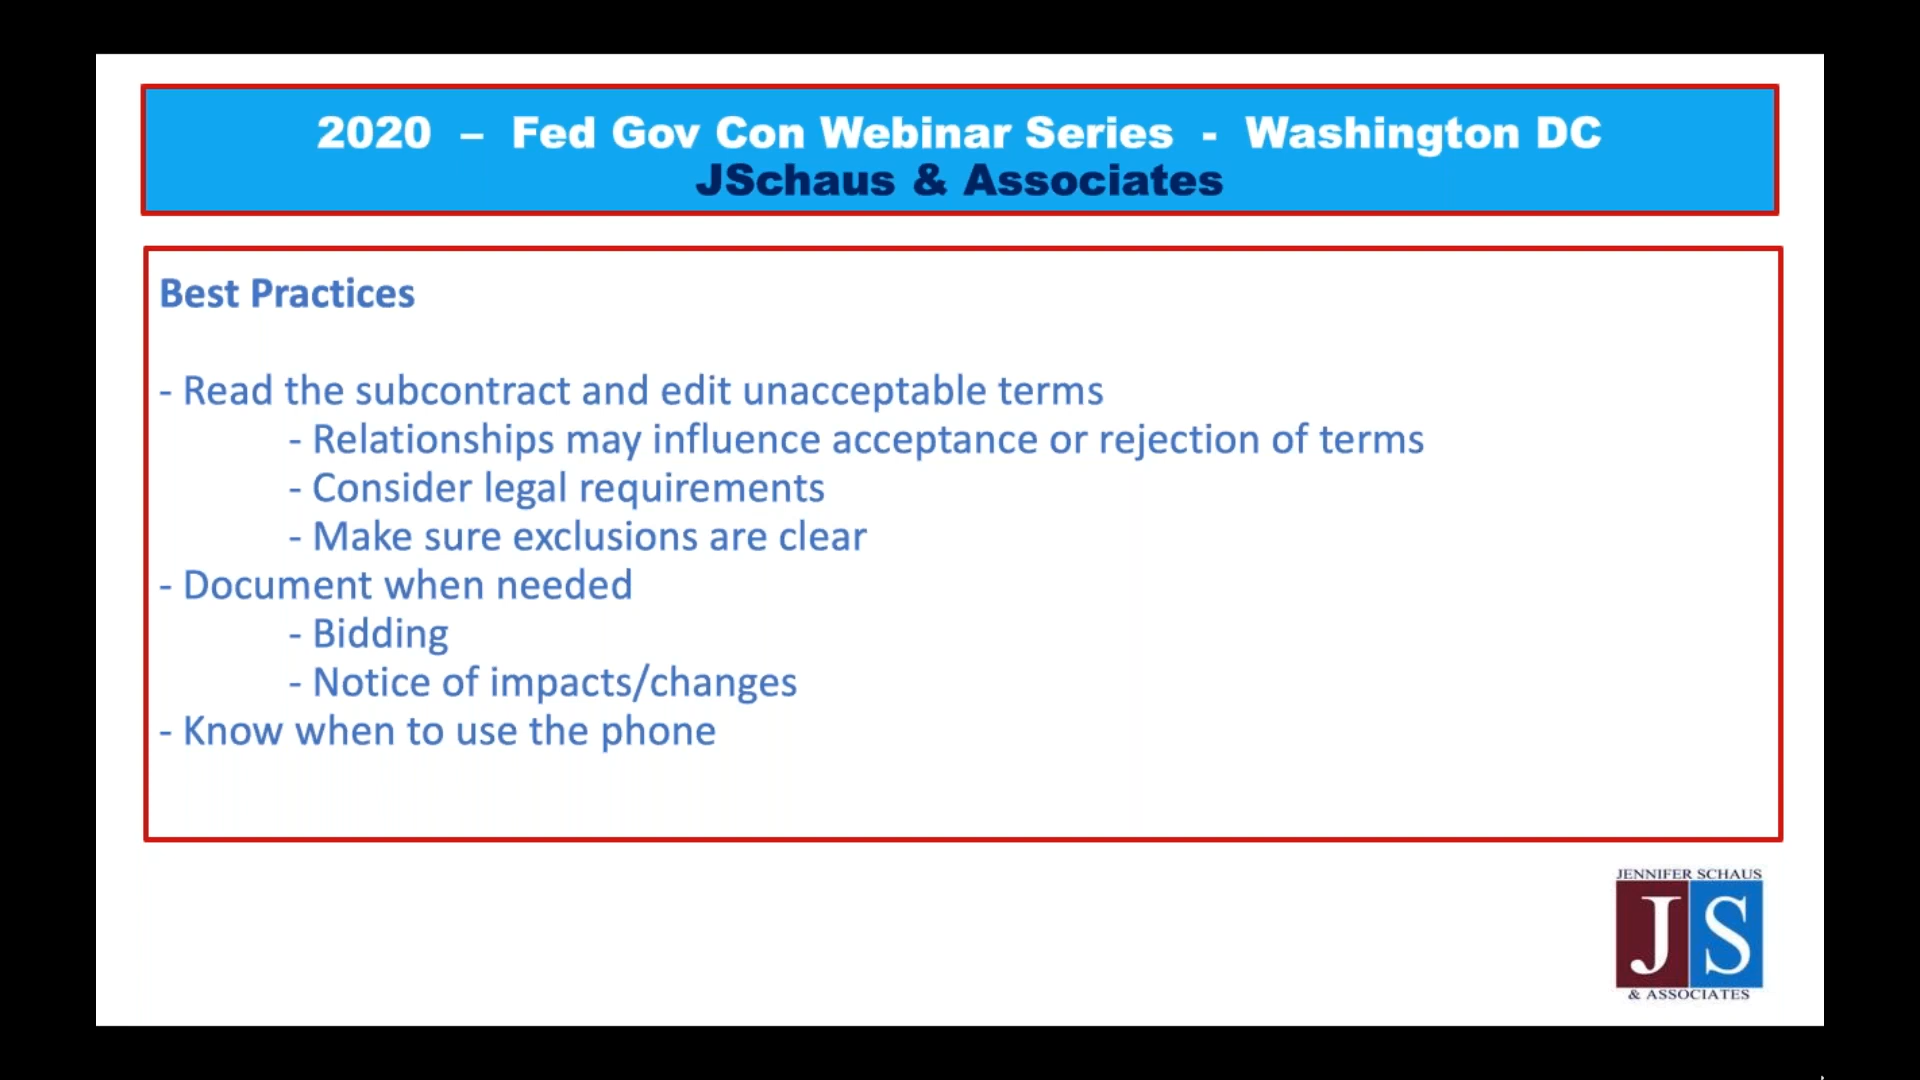 2020 – Fed Gov Con Webinar Series - Washington DC
JSchaus & Associates
Best Practices
- Read the subcontract and edit unacceptable terms
- Relationships may influence acceptance or rejection of terms
- Consider legal requirements
- Make sure exclusions are clear
- Document when needed
- Bidding
- Notice of impacts/changes
- Know when to use the phone
JENNIFER SCHAUS
JS
& ASSOCIATES